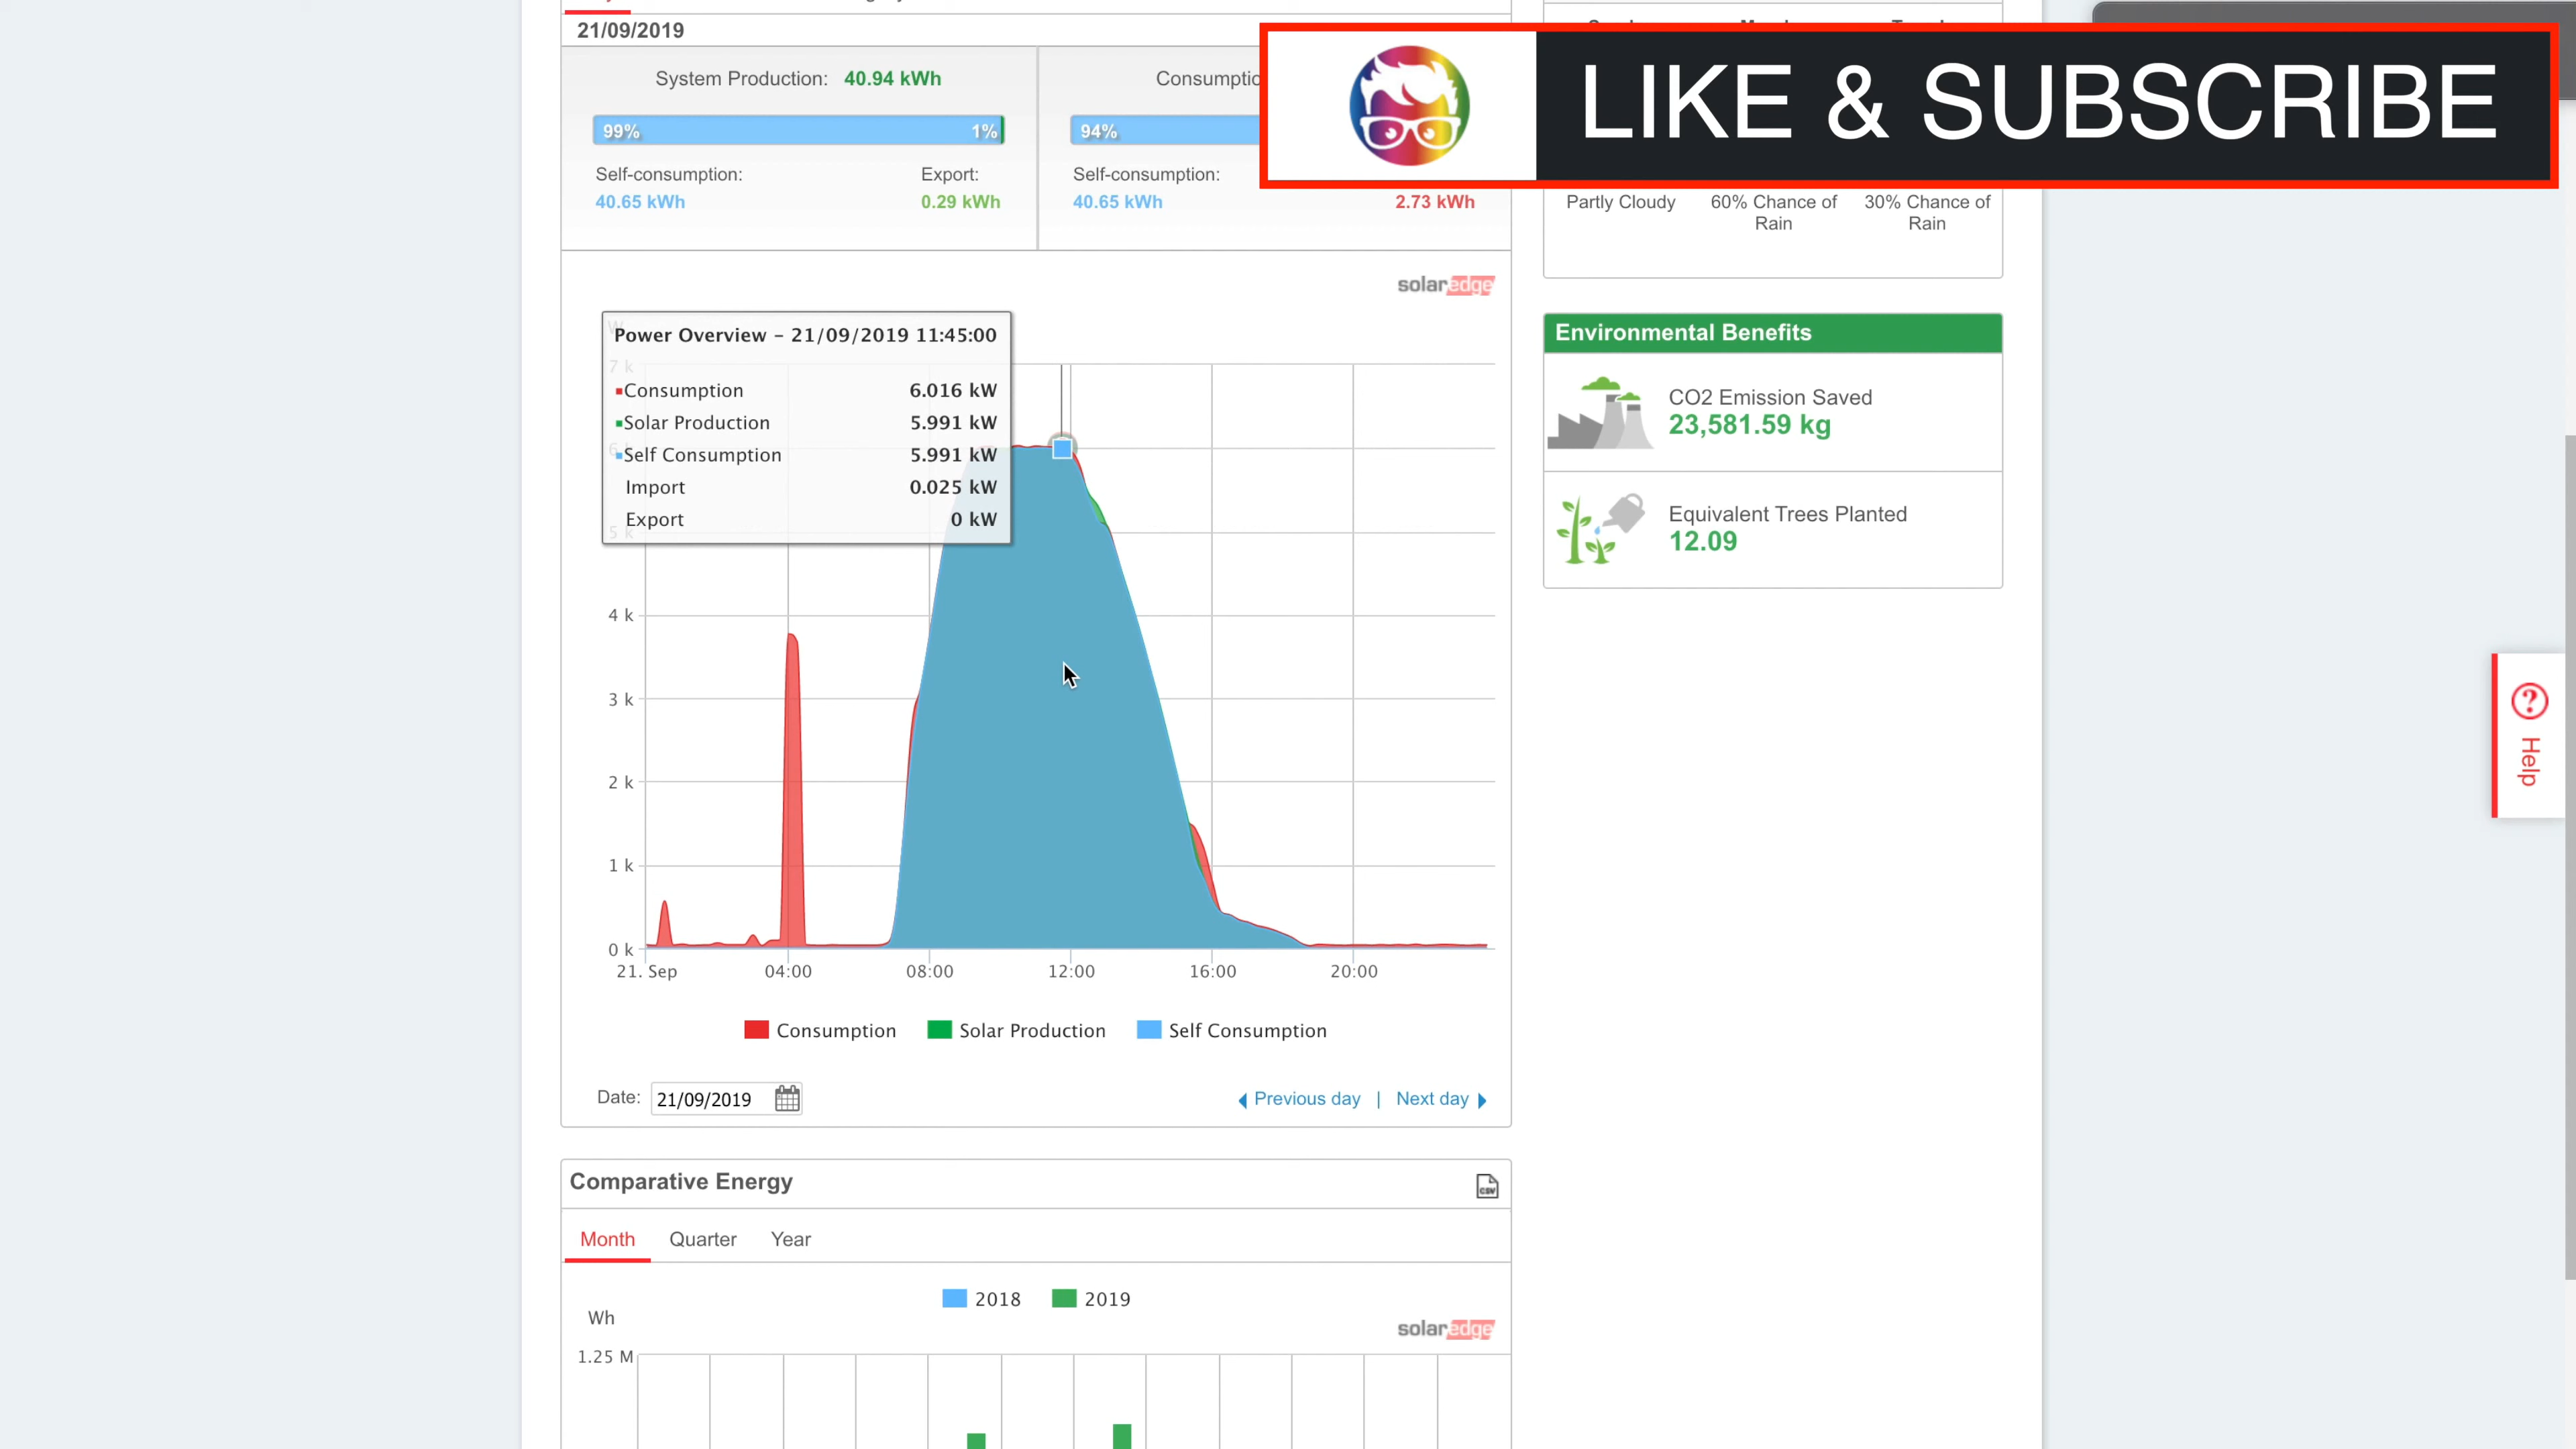 21/09/2019
System Production: 40.94 kWh
99% 1%
Self-consumption: Export:
40.65 kWh 0.29 kWh
94%
Self-consumption:
40.65 kWh 2.73 kWh
LIKE & SUBSCRIBE
Partly Cloudy 60% Chance of Rain 30% Chance of Rain
solaredge
Power Overview – 21/09/2019 11:45:00
Consumption 6.016 kW
Solar Production 5.991 kW
Self Consumption 5.991 kW
Import 0.025 kW
Export 0 kW
7 k
5 k
4 k
3 k
2 k
1 k
0 k
21. Sep 04:00 08:00 12:00 16:00 20:00
Consumption Solar Production Self Consumption
Date: 21/09/2019
Previous day | Next day
Environmental Benefits
CO2 Emission Saved
23,581.59 kg
Equivalent Trees Planted
12.09
Help
Comparative Energy
CSV
Month Quarter Year
2018 2019
Wh
solaredge
1.25 M